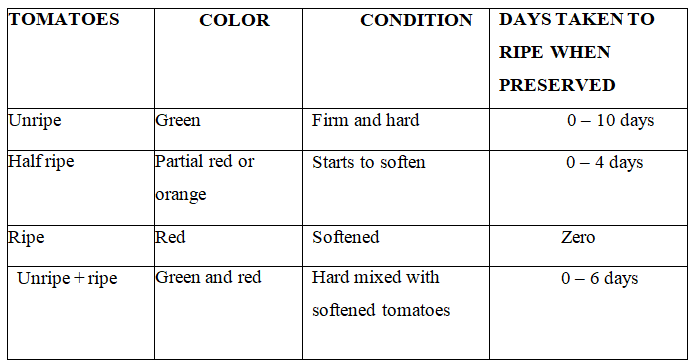 TOMATOES COLOR CONDITION DAYS TAKEN TO
RIPE WHEN
PRESERVED
Unripe Green Firm and hard 0 – 10 days
Half ripe Partial red or Starts to soften 0 – 4 days
orange
Ripe Red Softened Zero
Unripe + ripe Green and red Hard mixed with 0 – 6 days
softened tomatoes